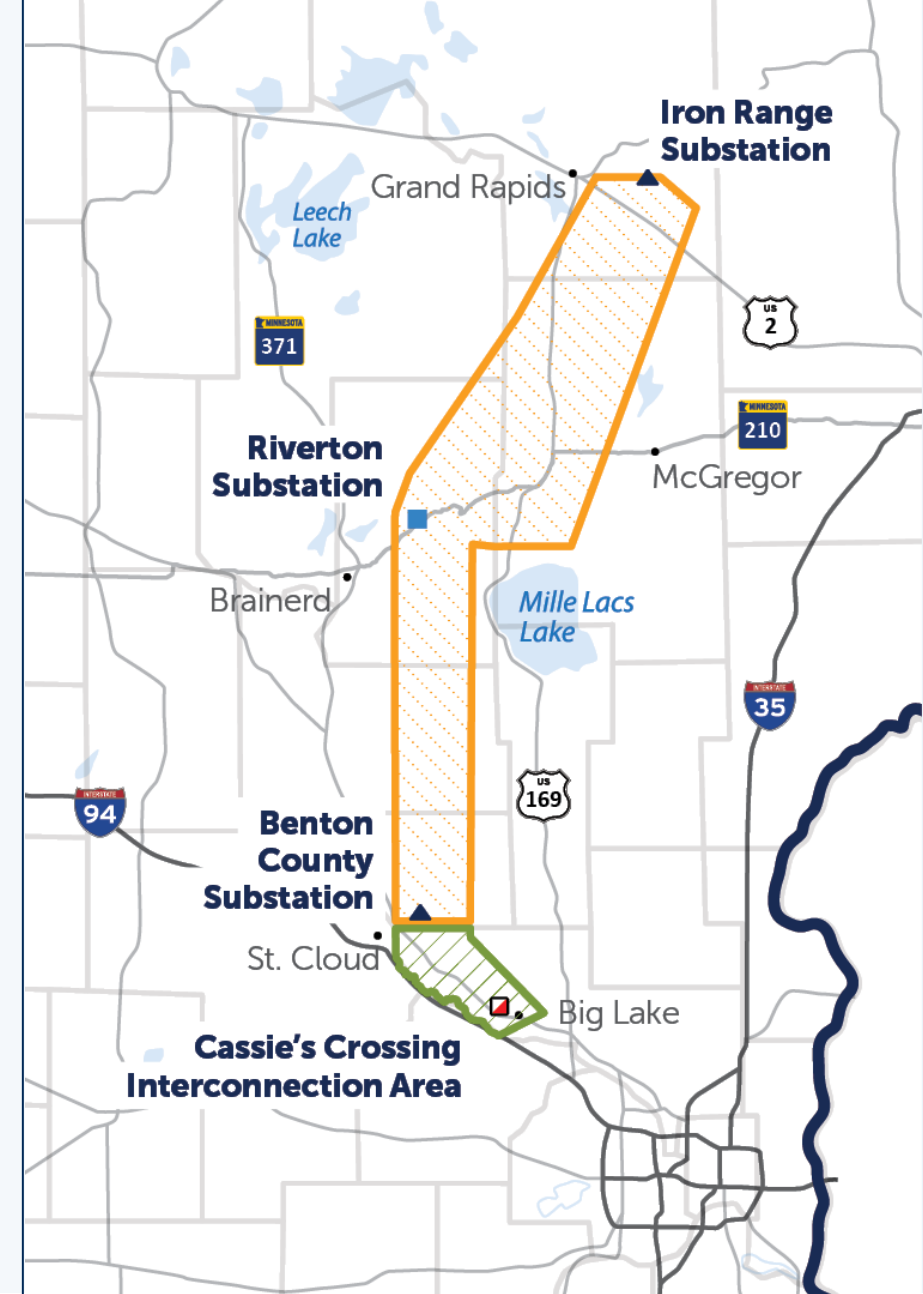 Iron Range
Substation
Grand Rapids
Leech
Lake
US
2
MINNESOTA
371
MINNESOTA
210
Riverton
Substation
McGregor
Brainerd
Mille Lacs
Lake
INTERSTATE
35
US
169
INTERSTATE
94
Benton
County
Substation
St. Cloud
Big Lake
Cassie's Crossing
Interconnection Area